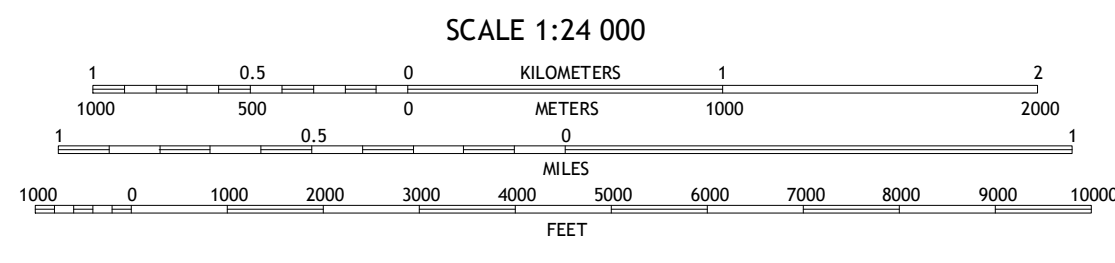 SCALE 1:24 000
1 0.5 0 KILOMETERS 1 2
1000 500 0 METERS 1000 2000
1 0.5 0 1
MILES
1000 0 1000 2000 3000 4000 5000 6000 7000 8000 9000 10000
FEET